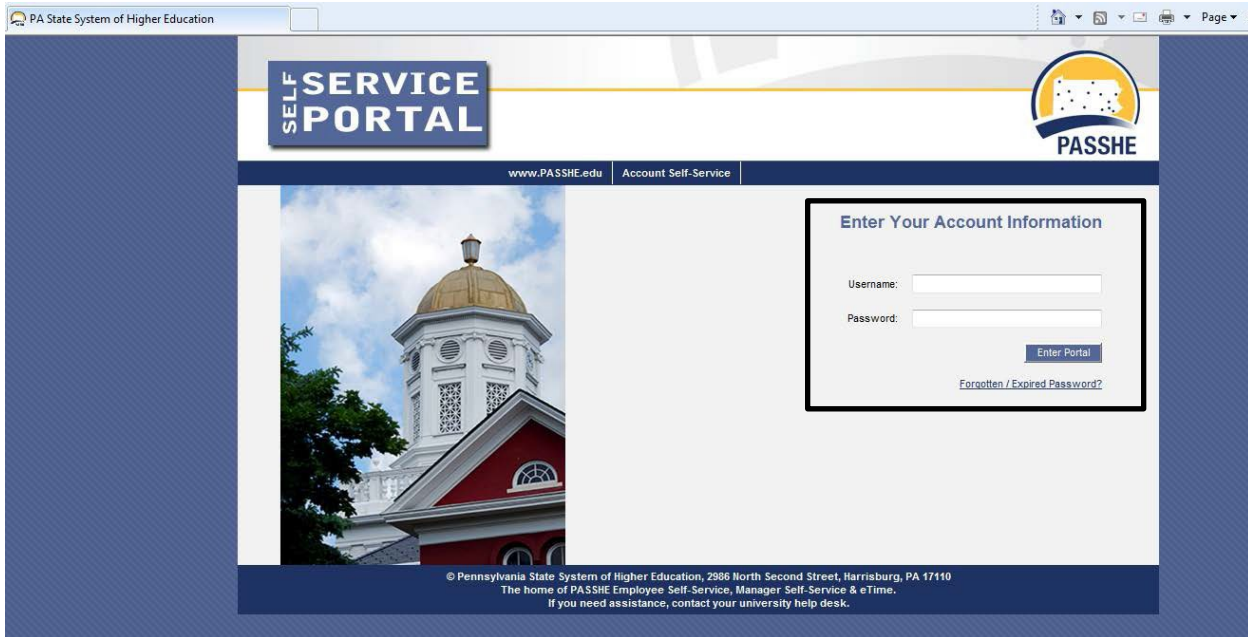 PA State System of Higher Education
Page
SELF SERVICE
PORTAL
PASSHE
www.PASSHE.edu
Account Self-Service
Enter Your Account Information
Username:
Password:
Enter Portal
Forgotten / Expired Password?
© Pennsylvania State System of Higher Education, 2986 North Second Street, Harrisburg, PA 17110
The home of PASSHE Employee Self-Service, Manager Self-Service & eTime.
If you need assistance, contact your university help desk.